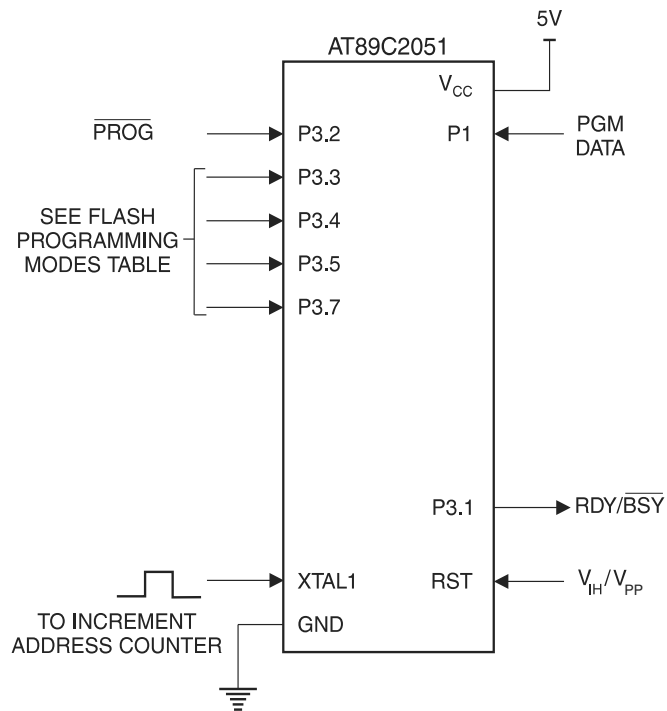 5V
AT89C2051
VCC
PROG
P3.2
P1
PGM
DATA
P3.3
SEE FLASH
PROGRAMMING
MODES TABLE
P3.4
P3.5
P3.7
P3.1
RDY/BSY
XTAL1
RST
VIH/VPP
TO INCREMENT
ADDRESS COUNTER
GND